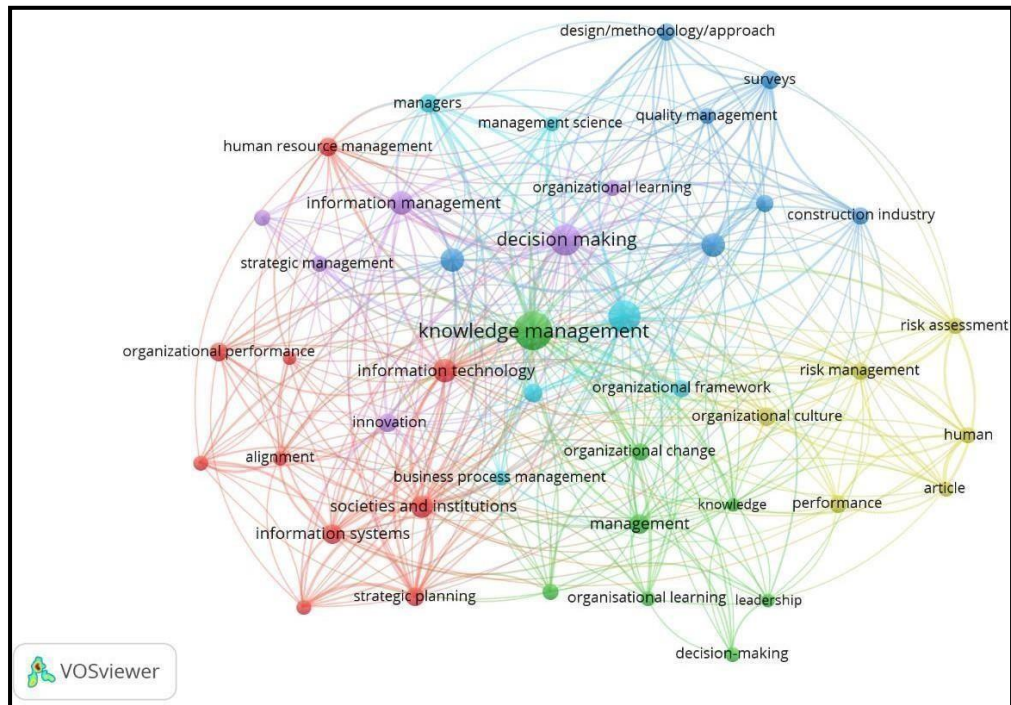 design/methodology/approach
surveys
managers
quality management
management science
human resource management
organizational learning
information management
construction industry
decision making
strategic management
risk assessment
knowledge management
organizational performance
information technology
risk management
organizational framework
organizational culture
innovation
human
organizational change
alignment
business process management
article
societies and institutions
knowledge
performance
management
information systems
strategic planning
organisational learning
leadership
decision-making
VOSviewer